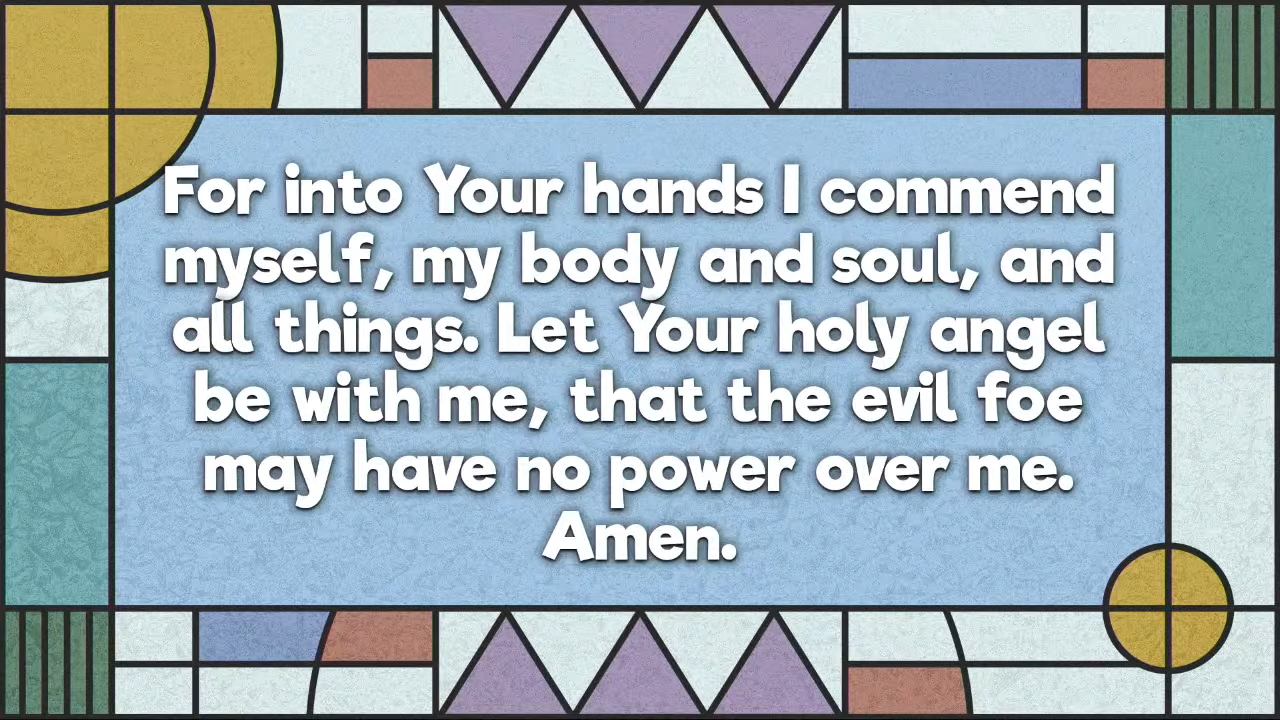 For into Your hands I commend
myself, my body and soul, and
all things. Let Your holy angel
be with me, that the evil foe
may have no power over me.
Amen.